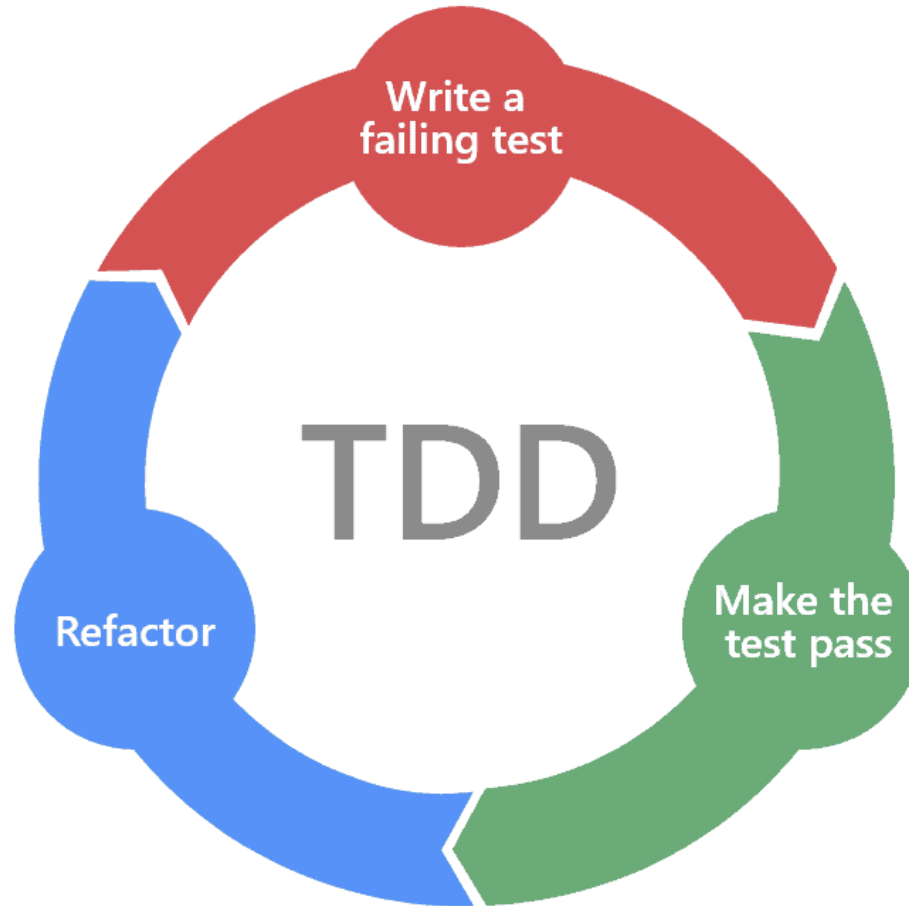 Write a
failing test
TDD
Make the
test pass
Refactor